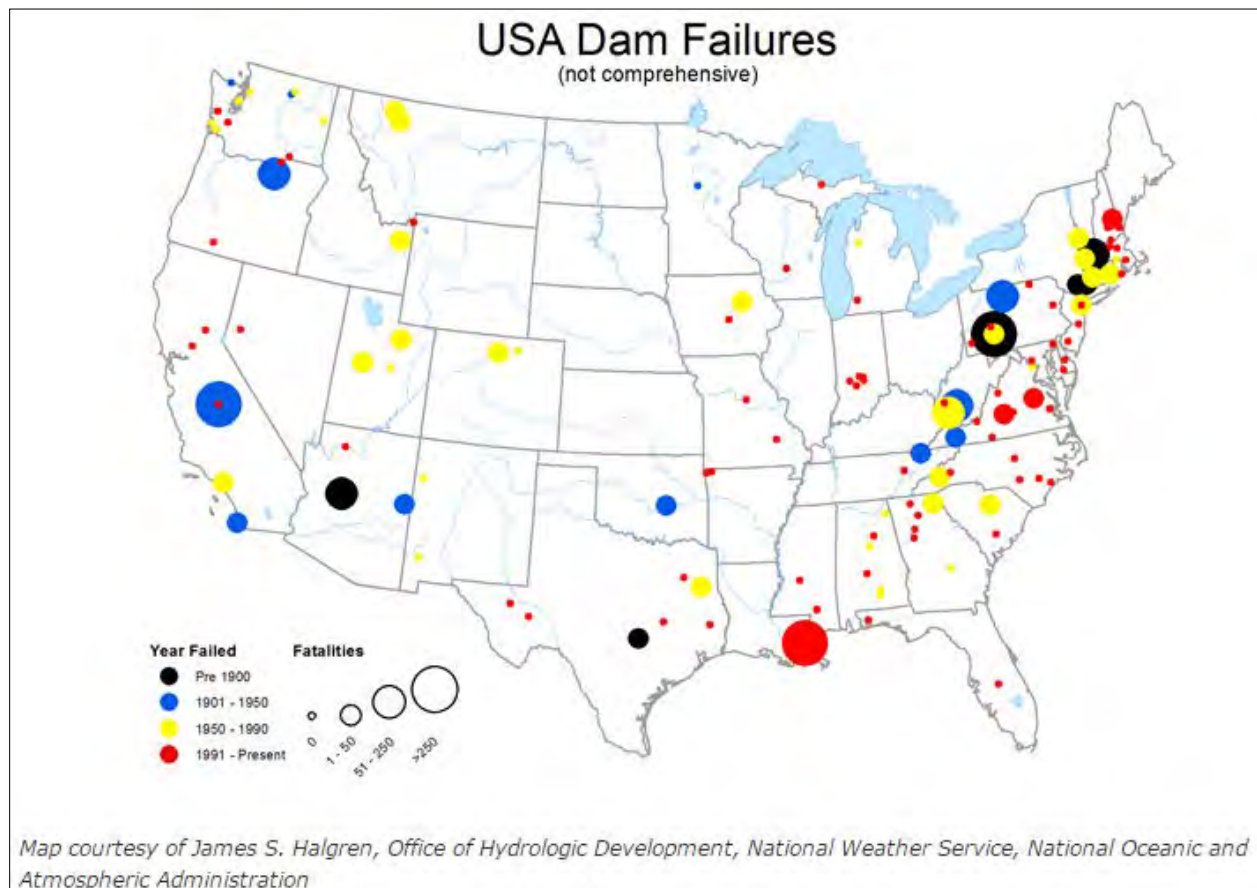 USA Dam Failures
(not comprehensive)
Year Failed
Pre 1900
1901 - 1950
1950 - 1990
1991 - Present
Fatalities
0
1 - 50
51 - 250
>250
Map courtesy of James S. Halgren, Office of Hydrologic Development, National Weather Service, National Oceanic and
Atmospheric Administration